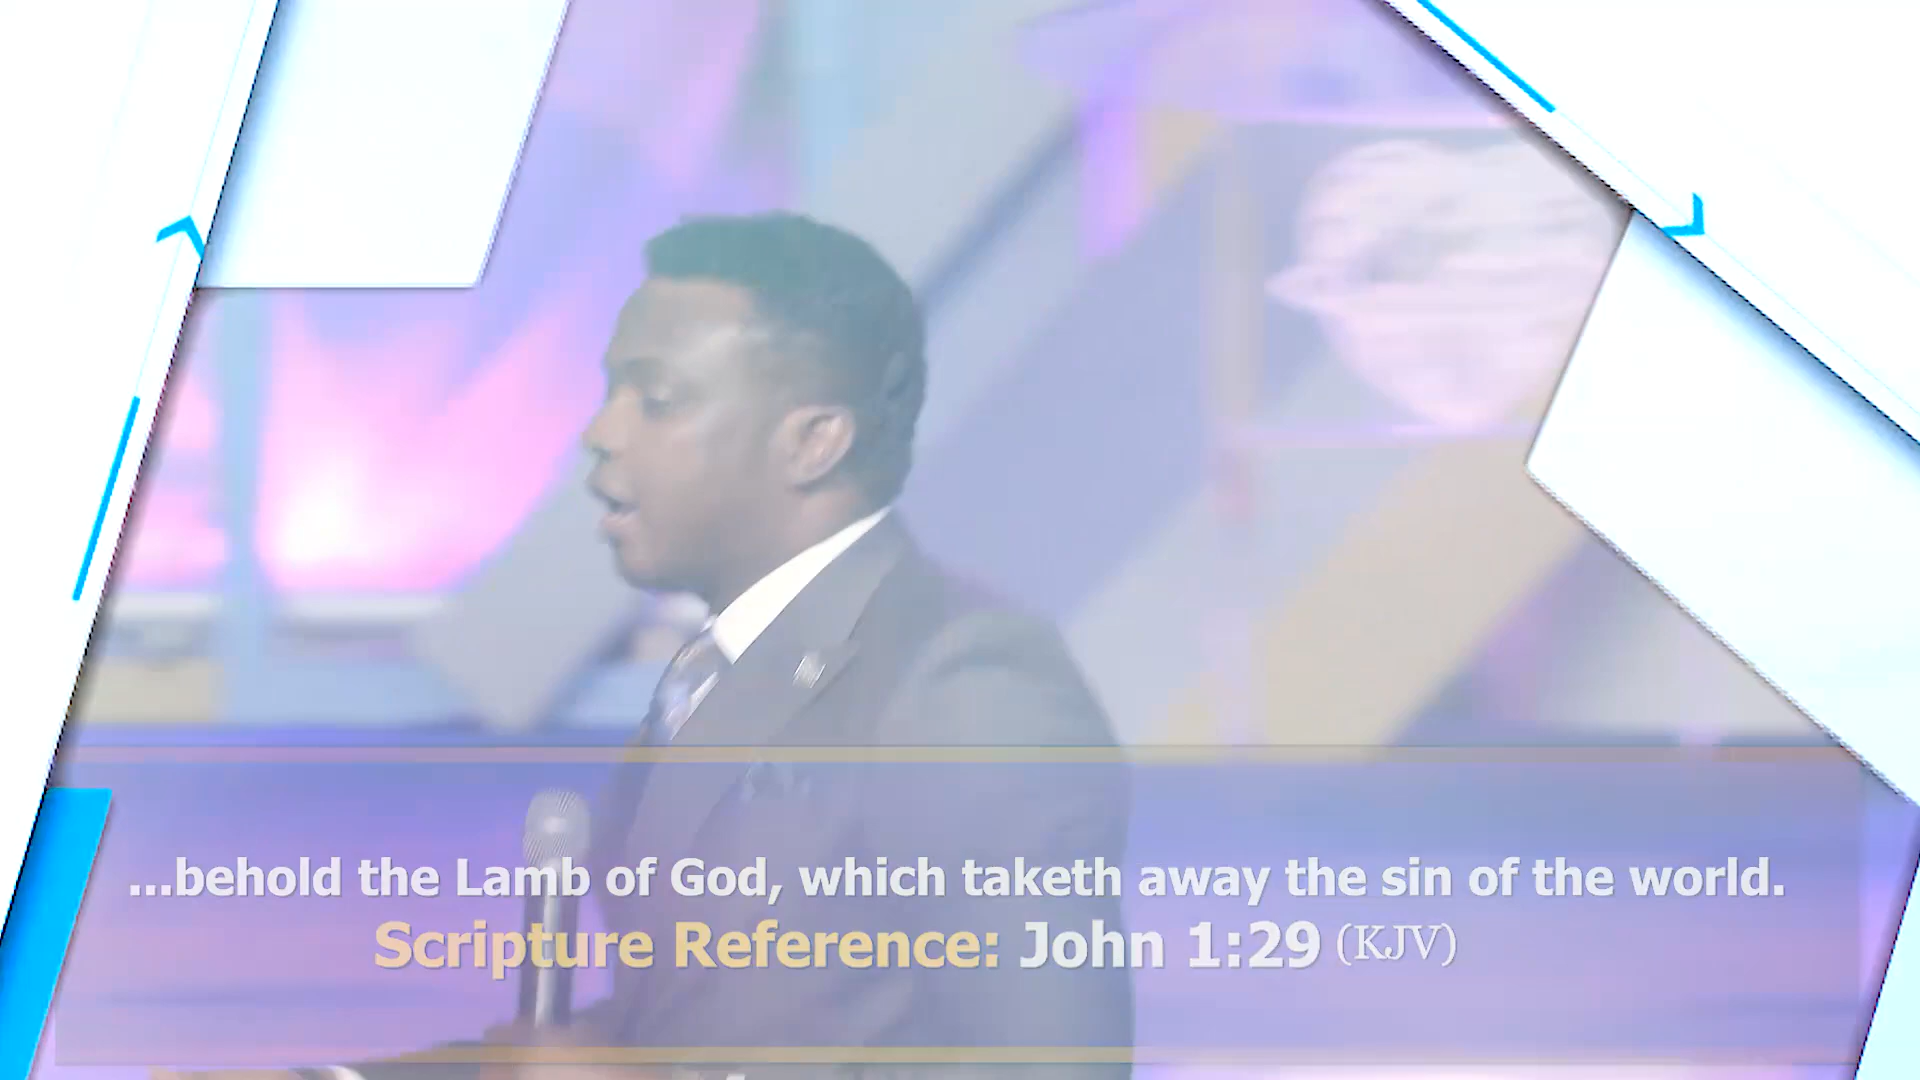 ...behold the Lamb of God, which taketh away the sin of the world.
Scripture Reference: John 1:29 (KJV)